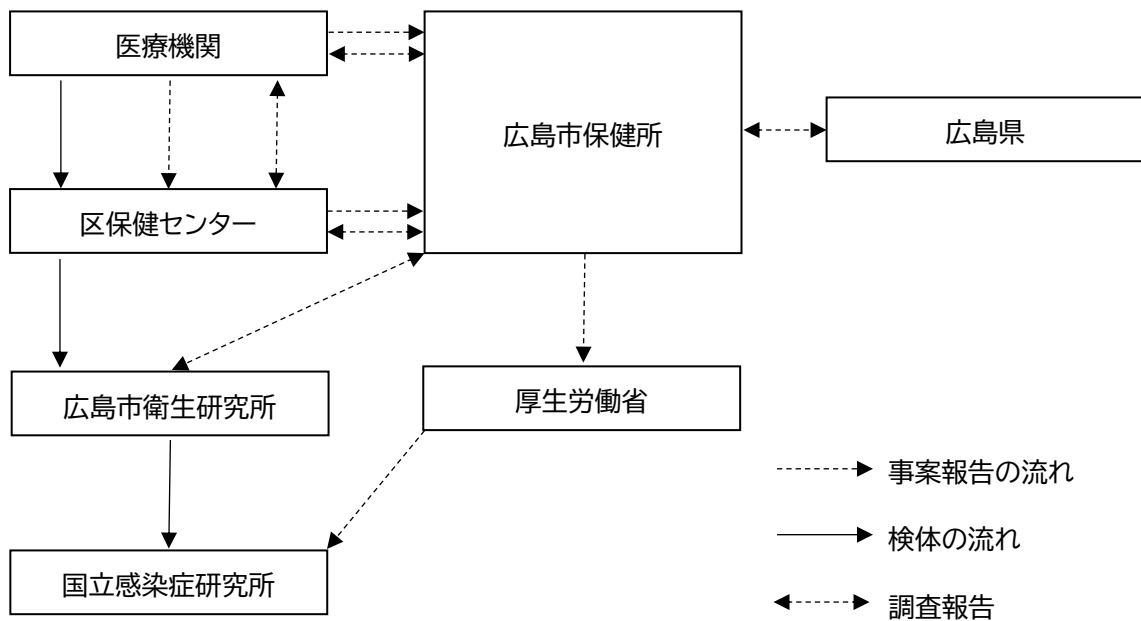 医療機関
広島市保健所
広島県
区保健センター
広島市衛生研究所
厚生労働省
国立感染症研究所
事案報告の流れ
検体の流れ
調査報告